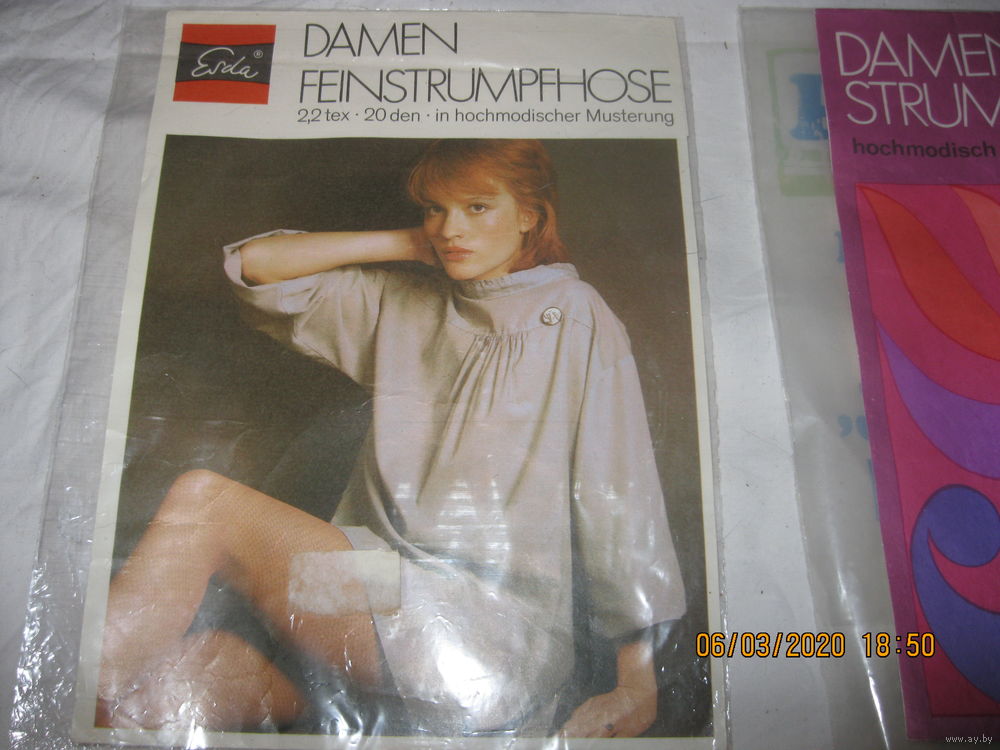 Esda ®
DAMEN
FEINSTRUMPFHOSE
2,2 tex · 20 den · in hochmodischer Musterung
DAMEN
STRUM
hochmodisch
06/03/2020 18:50
www.ay.by